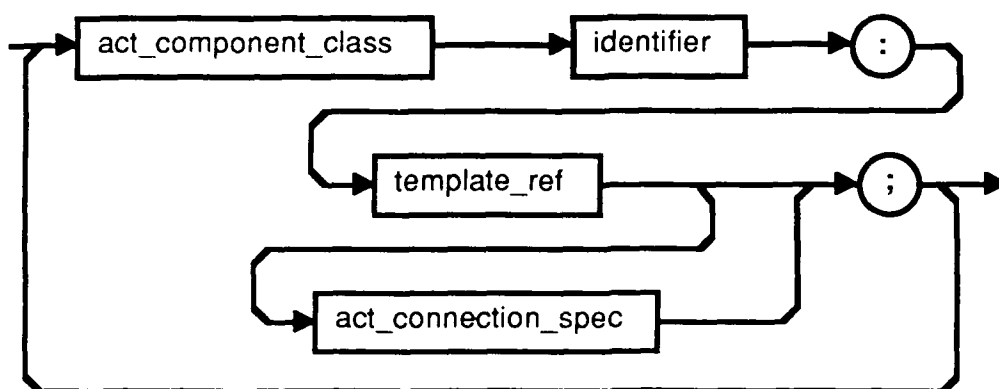 act_component_class identifier :
template_ref ;
act_connection_spec